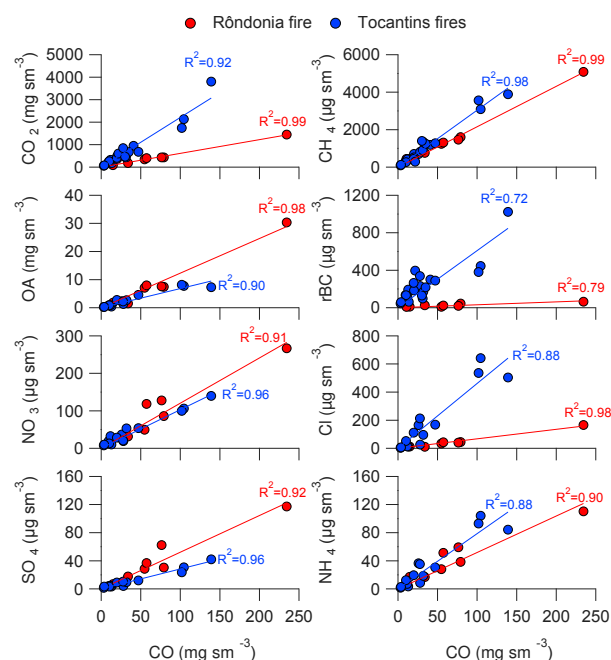 Rôndonia fire Tocantins fires
CO 2 (mg sm⁻³)
5000
4000
3000
2000
1000
0
R²=0.92
R²=0.99
CH 4 (µg sm⁻³)
6000
4000
2000
0
R²=0.98
R²=0.99
OA (mg sm⁻³)
40
30
20
10
0
R²=0.98
R²=0.90
rBC (µg sm⁻³)
1200
800
400
0
R²=0.72
R²=0.79
NO 3 (µg sm⁻³)
300
200
100
0
R²=0.91
R²=0.96
Cl (µg sm⁻³)
800
600
400
200
0
R²=0.88
R²=0.98
SO 4 (µg sm⁻³)
160
120
80
40
0
R²=0.92
R²=0.96
0 50 100 150 200 250
CO (mg sm⁻³)
NH 4 (µg sm⁻³)
160
120
80
40
0
R²=0.88
R²=0.90
0 50 100 150 200 250
CO (mg sm⁻³)